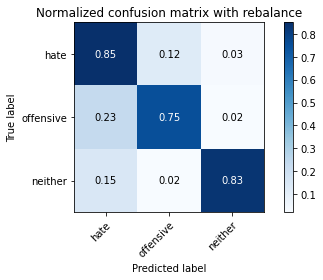 Normalized confusion matrix with rebalance
True label
hate 0.85 0.12 0.03
offensive 0.23 0.75 0.02
neither 0.15 0.02 0.83
hate offensive neither
Predicted label
0.8
0.7
0.6
0.5
0.4
0.3
0.2
0.1